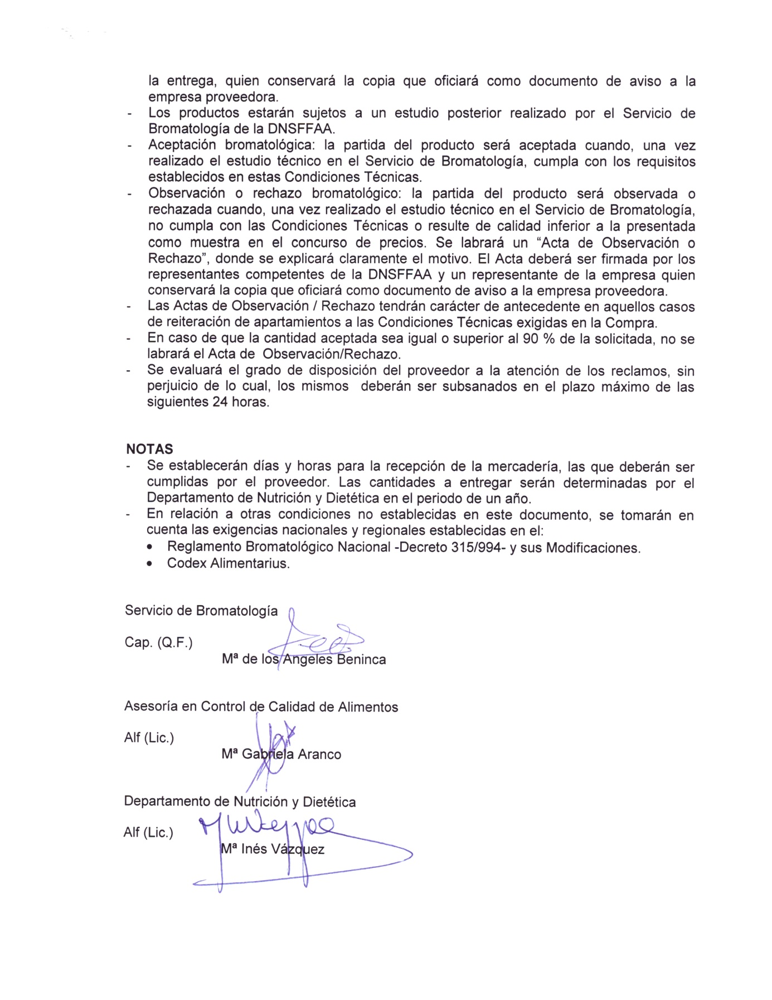 la entrega, quien conservará la copia que oficiará como documento de aviso a la
empresa proveedora.
- Los productos estarán sujetos a un estudio posterior realizado por el Servicio de
Bromatología de la DNSFFAA.
- Aceptación bromatológica: la partida del producto será aceptada cuando, una vez
realizado el estudio técnico en el Servicio de Bromatología, cumpla con los requisitos
establecidos en estas Condiciones Técnicas.
- Observación o rechazo bromatológico: la partida del producto será observada o
rechazada cuando, una vez realizado el estudio técnico en el Servicio de Bromatología,
no cumpla con las Condiciones Técnicas o resulte de calidad inferior a la presentada
como muestra en el concurso de precios. Se labrará un “Acta de Observación o
Rechazo”, donde se explicará claramente el motivo. El Acta deberá ser firmada por los
representantes competentes de la DNSFFAA y un representante de la empresa quien
conservará la copia que oficiará como documento de aviso a la empresa proveedora.
- Las Actas de Observación / Rechazo tendrán carácter de antecedente en aquellos casos
de reiteración de apartamientos a las Condiciones Técnicas exigidas en la Compra.
- En caso de que la cantidad aceptada sea igual o superior al 90 % de la solicitada, no se
labrará el Acta de Observación/Rechazo.
- Se evaluará el grado de disposición del proveedor a la atención de los reclamos, sin
perjuicio de lo cual, los mismos deberán ser subsanados en el plazo máximo de las
siguientes 24 horas.
NOTAS
- Se establecerán días y horas para la recepción de la mercadería, las que deberán ser
cumplidas por el proveedor. Las cantidades a entregar serán determinadas por el
Departamento de Nutrición y Dietética en el periodo de un año.
- En relación a otras condiciones no establecidas en este documento, se tomarán en
cuenta las exigencias nacionales y regionales establecidas en el:
• Reglamento Bromatológico Nacional -Decreto 315/994- y sus Modificaciones.
• Codex Alimentarius.
Servicio de Bromatología
Cap. (Q.F.)
Mª de los Angeles Beninca
Asesoría en Control de Calidad de Alimentos
Alf (Lic.)
Mª Gabriela Aranco
Departamento de Nutrición y Dietética
Alf (Lic.)
Mª Inés Vázquez